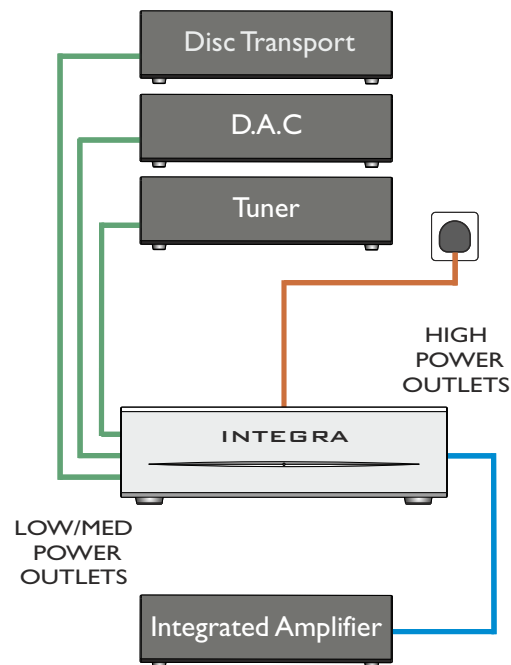 Disc Transport
D.A.C
Tuner
HIGH
POWER
OUTLETS
INTEGRA
LOW/MED
POWER
OUTLETS
Integrated Amplifier